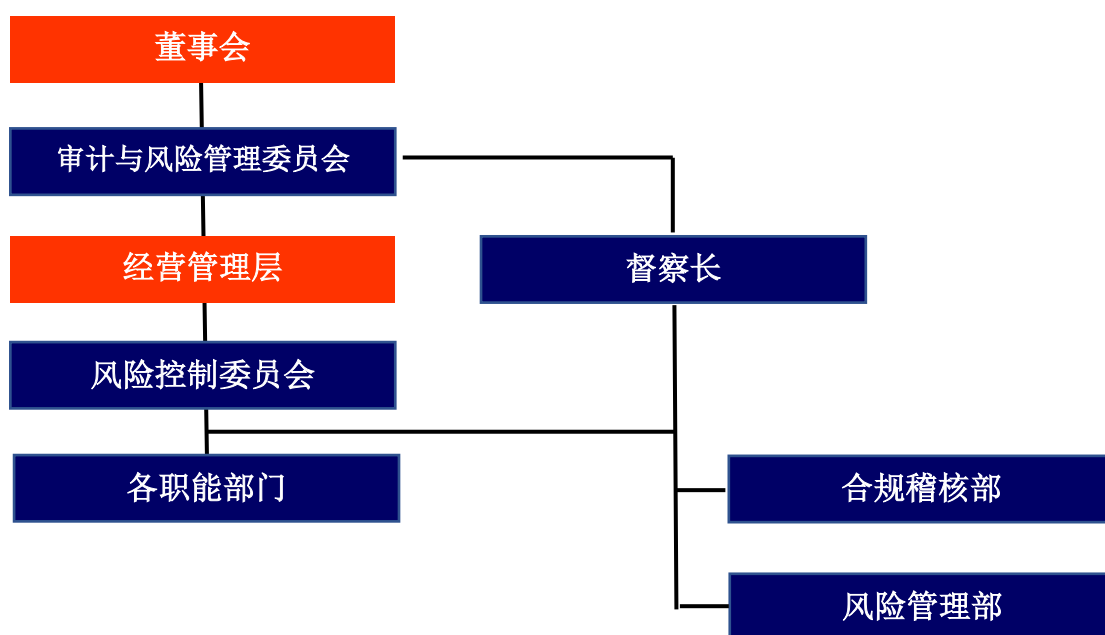 董事会
审计与风险管理委员会
经营管理层
督察长
风险控制委员会
各职能部门
合规稽核部
风险管理部